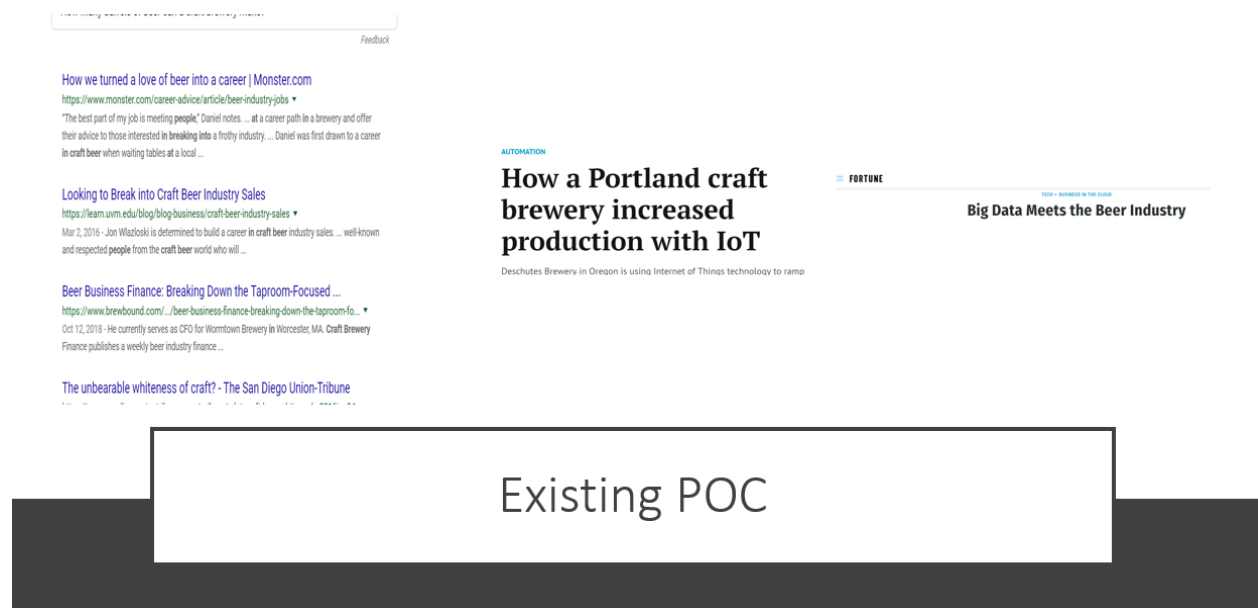 Feedback
How we turned a love of beer into a career | Monster.com
https://www.monster.com/career-advice/article/beer-industry-jobs ▼
"The best part of my job is meeting people," Daniel notes. ... at a career path in a brewery and offer
their advice to those interested in breaking into a frothy industry. ... Daniel was first drawn to a career
in craft beer when waiting tables at a local ...
Looking to Break into Craft Beer Industry Sales
https://learn.uvm.edu/blog/blog-business/craft-beer-industry-sales ▼
Mar 2, 2016 - Jon Wlazloski is determined to build a career in craft beer industry sales. ... well-known
and respected people from the craft beer world who will ...
Beer Business Finance: Breaking Down the Taproom-Focused ...
https://www.brewbound.com/.../beer-business-finance-breaking-down-the-taproom-fo... ▼
Oct 12, 2018 - He currently serves as CFO for Wormtown Brewery in Worcester, MA. Craft Brewery
Finance publishes a weekly beer industry finance ...
The unbearable whiteness of craft? - The San Diego Union-Tribune
AUTOMATION
How a Portland craft
brewery increased
production with IoT
Deschutes Brewery in Oregon is using Internet of Things technology to ramp
FORTUNE
TECH • BUSINESS IN THE CLOUD
Big Data Meets the Beer Industry
Existing POC